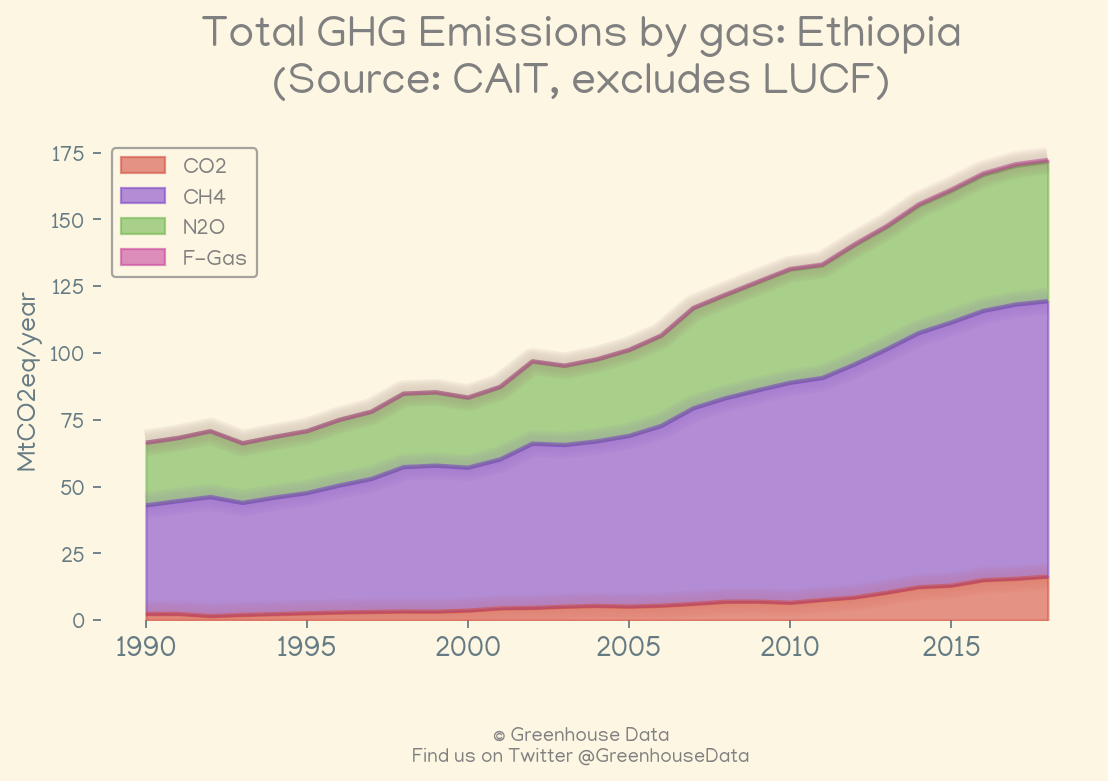 Total GHG Emissions by gas: Ethiopia
(Source: CAIT, excludes LUCF)
CO2
CH4
N2O
F-Gas
MtCO2eq/year
175
150
125
100
75
50
25
0
1990 1995 2000 2005 2010 2015
© Greenhouse Data
Find us on Twitter @GreenhouseData